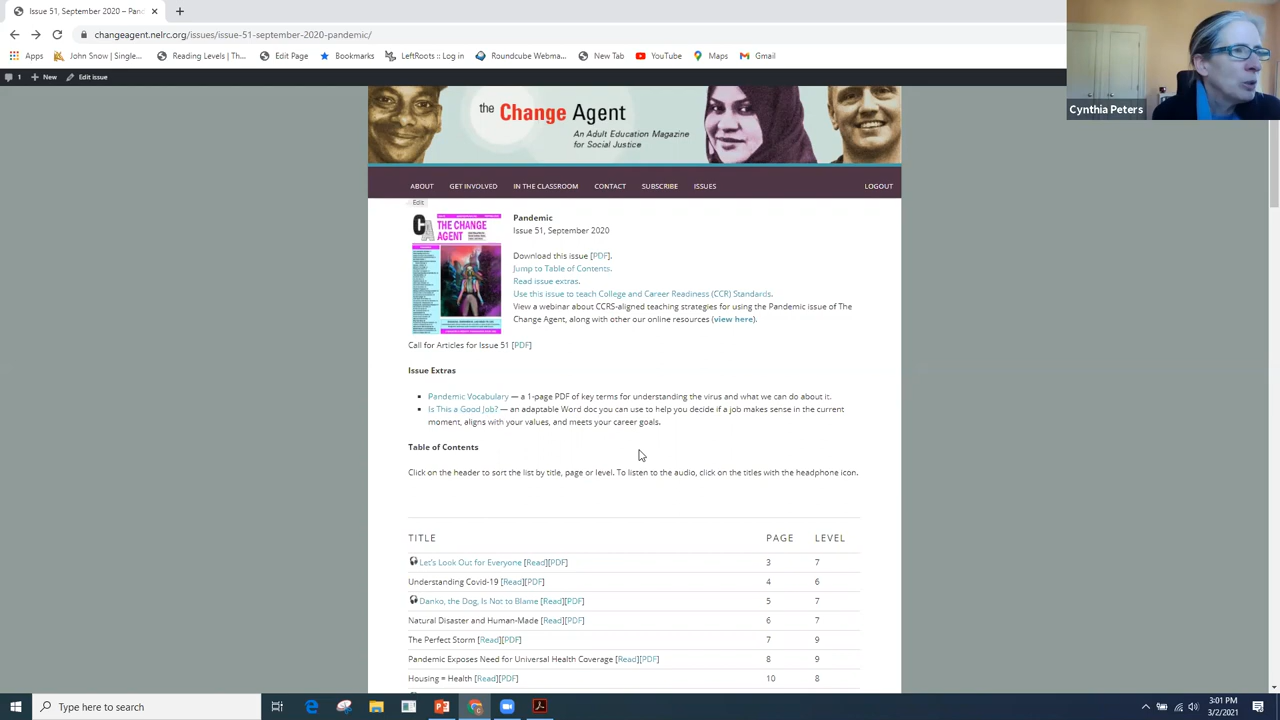 Issue 51, September 2020 – Pand
changeagent.nelrc.org/issues/issue-51-september-2020-pandemic/
Apps John Snow | Single... Reading Levels | Th... Edit Page Bookmarks LeftRoots :: Log in Roundcube Webma... New Tab YouTube Maps Gmail
1 New Edit issue
Cynthia Peters
the Change Agent
An Adult Education Magazine
for Social Justice
ABOUT GET INVOLVED IN THE CLASSROOM CONTACT SUBSCRIBE ISSUES LOGOUT
Edit
CA THE CHANGE
AGENT
Pandemic
Issue 51, September 2020
Download this issue [PDF].
Jump to Table of Contents.
Read issue extras.
Use this issue to teach College and Career Readiness (CCR) Standards.
View a webinar about CCRS-aligned teaching strategies for using the Pandemic issue of The
Change Agent, along with other our online resources (view here).
Call for Articles for Issue 51 [PDF]
Issue Extras
Pandemic Vocabulary — a 1-page PDF of key terms for understanding the virus and what we can do about it.
Is This a Good Job? — an adaptable Word doc you can use to help you decide if a job makes sense in the current
moment, aligns with your values, and meets your career goals.
Table of Contents
Click on the header to sort the list by title, page or level. To listen to the audio, click on the titles with the headphone icon.
TITLE PAGE LEVEL
Let's Look Out for Everyone [Read][PDF] 3 7
Understanding Covid-19 [Read][PDF] 4 6
Danko, the Dog, Is Not to Blame [Read][PDF] 5 7
Natural Disaster and Human-Made [Read][PDF] 6 7
The Perfect Storm [Read][PDF] 7 9
Pandemic Exposes Need for Universal Health Coverage [Read][PDF] 8 9
Housing = Health [Read][PDF] 10 8
Type here to search
3:01 PM
3/2/2021